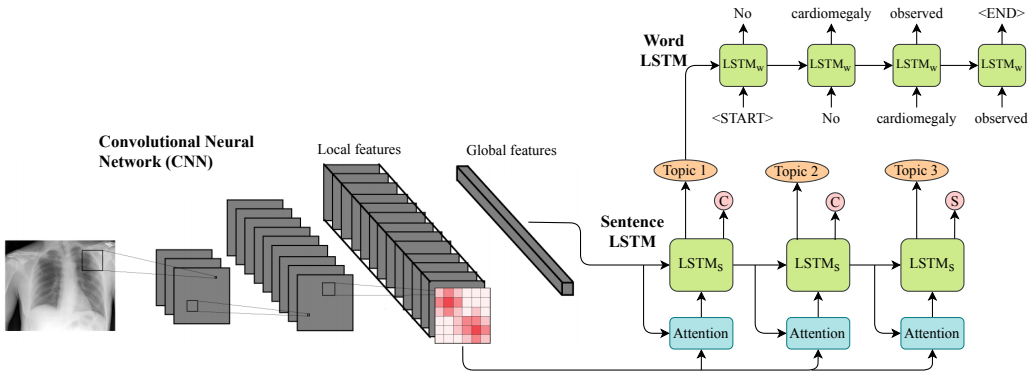 No cardiomegaly observed <END>
Word
LSTM
LSTMw LSTMw LSTMw LSTMw
<START> No cardiomegaly observed
Convolutional Neural
Network (CNN)
Local features
Global features
Topic 1 Topic 2 Topic 3
C C S
Sentence
LSTM
LSTMS LSTMS LSTMS
Attention Attention Attention